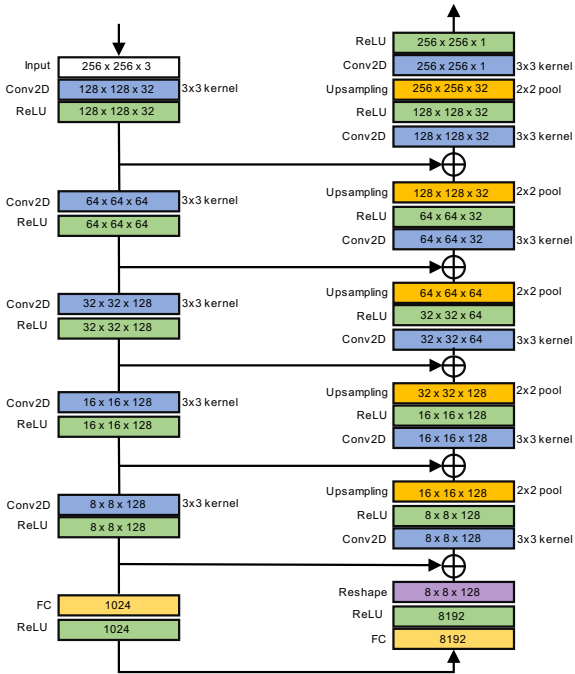 Input 256 x 256 x 3
Conv2D 128 x 128 x 32 3x3 kernel
ReLU 128 x 128 x 32
Conv2D 64 x 64 x 64 3x3 kernel
ReLU 64 x 64 x 64
Conv2D 32 x 32 x 128 3x3 kernel
ReLU 32 x 32 x 128
Conv2D 16 x 16 x 128 3x3 kernel
ReLU 16 x 16 x 128
Conv2D 8 x 8 x 128 3x3 kernel
ReLU 8 x 8 x 128
FC 1024
ReLU 1024
ReLU 256 x 256 x 1
Conv2D 256 x 256 x 1 3x3 kernel
Upsampling 256 x 256 x 32 2x2 pool
ReLU 128 x 128 x 32
Conv2D 128 x 128 x 32 3x3 kernel
Upsampling 128 x 128 x 32 2x2 pool
ReLU 64 x 64 x 32
Conv2D 64 x 64 x 32 3x3 kernel
Upsampling 64 x 64 x 64 2x2 pool
ReLU 32 x 32 x 64
Conv2D 32 x 32 x 64 3x3 kernel
Upsampling 32 x 32 x 128 2x2 pool
ReLU 16 x 16 x 128
Conv2D 16 x 16 x 128 3x3 kernel
Upsampling 16 x 16 x 128 2x2 pool
ReLU 8 x 8 x 128
Conv2D 8 x 8 x 128 3x3 kernel
Reshape 8 x 8 x 128
ReLU 8192
FC 8192